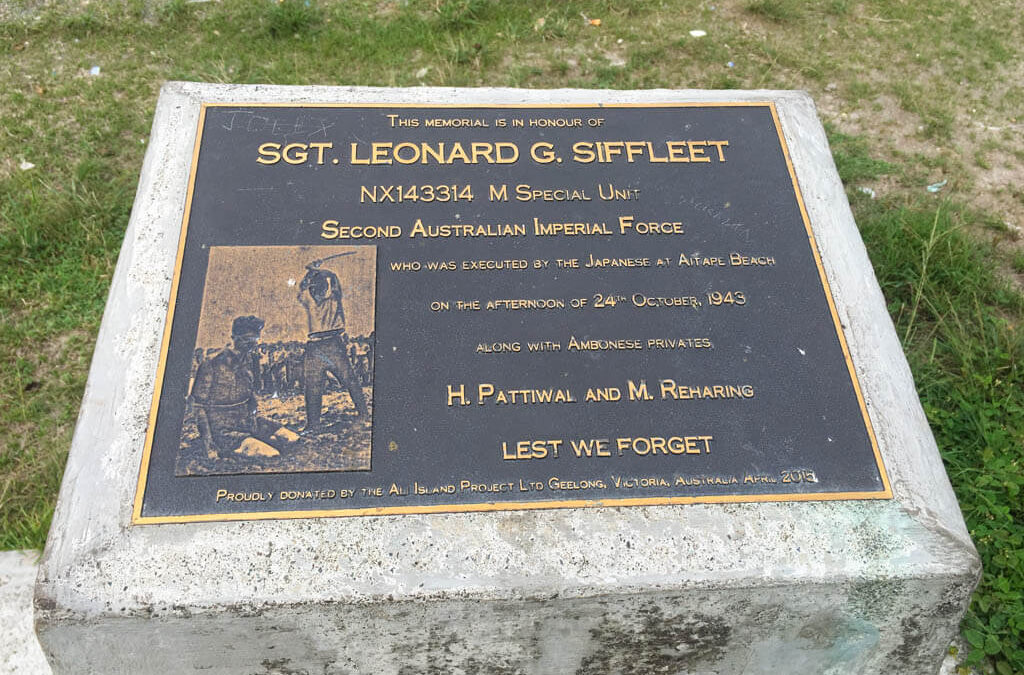 This memorial is in honour of
Sgt. Leonard G. Siffleet
NX143314 M Special Unit
Second Australian Imperial Force
who was executed by the Japanese at Aitape Beach
on the afternoon of 24th October, 1943
along with Ambonese privates
H. Pattiwal and M. Reharing
LEST WE FORGET
Proudly donated by the Ali Island Project Ltd Geelong, Victoria, Australia April 2015